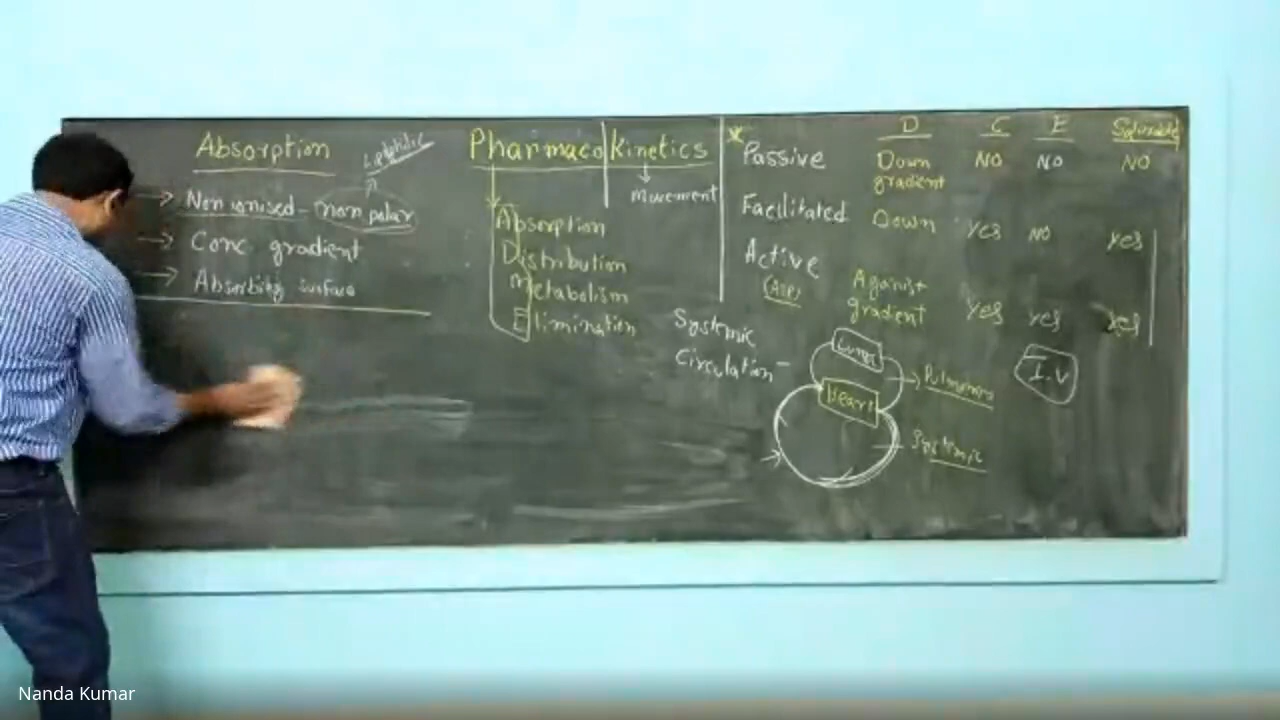 Absorption
Lipophilic
→ Non ionised - non polar
→ Conc. gradient
→ Absorbing surface
Pharmaco Kinetics
movement
Absorption
Distribution
Metabolism
Elimination
D C E Saturable
* Passive Down gradient NO NO NO
Facilitated Down Yes NO Yes
Active (ATP) Against gradient Yes Yes Yes
Systemic
Circulation -
Lungs
Heart
Pulmonary
Systemic
I.V
Nanda Kumar